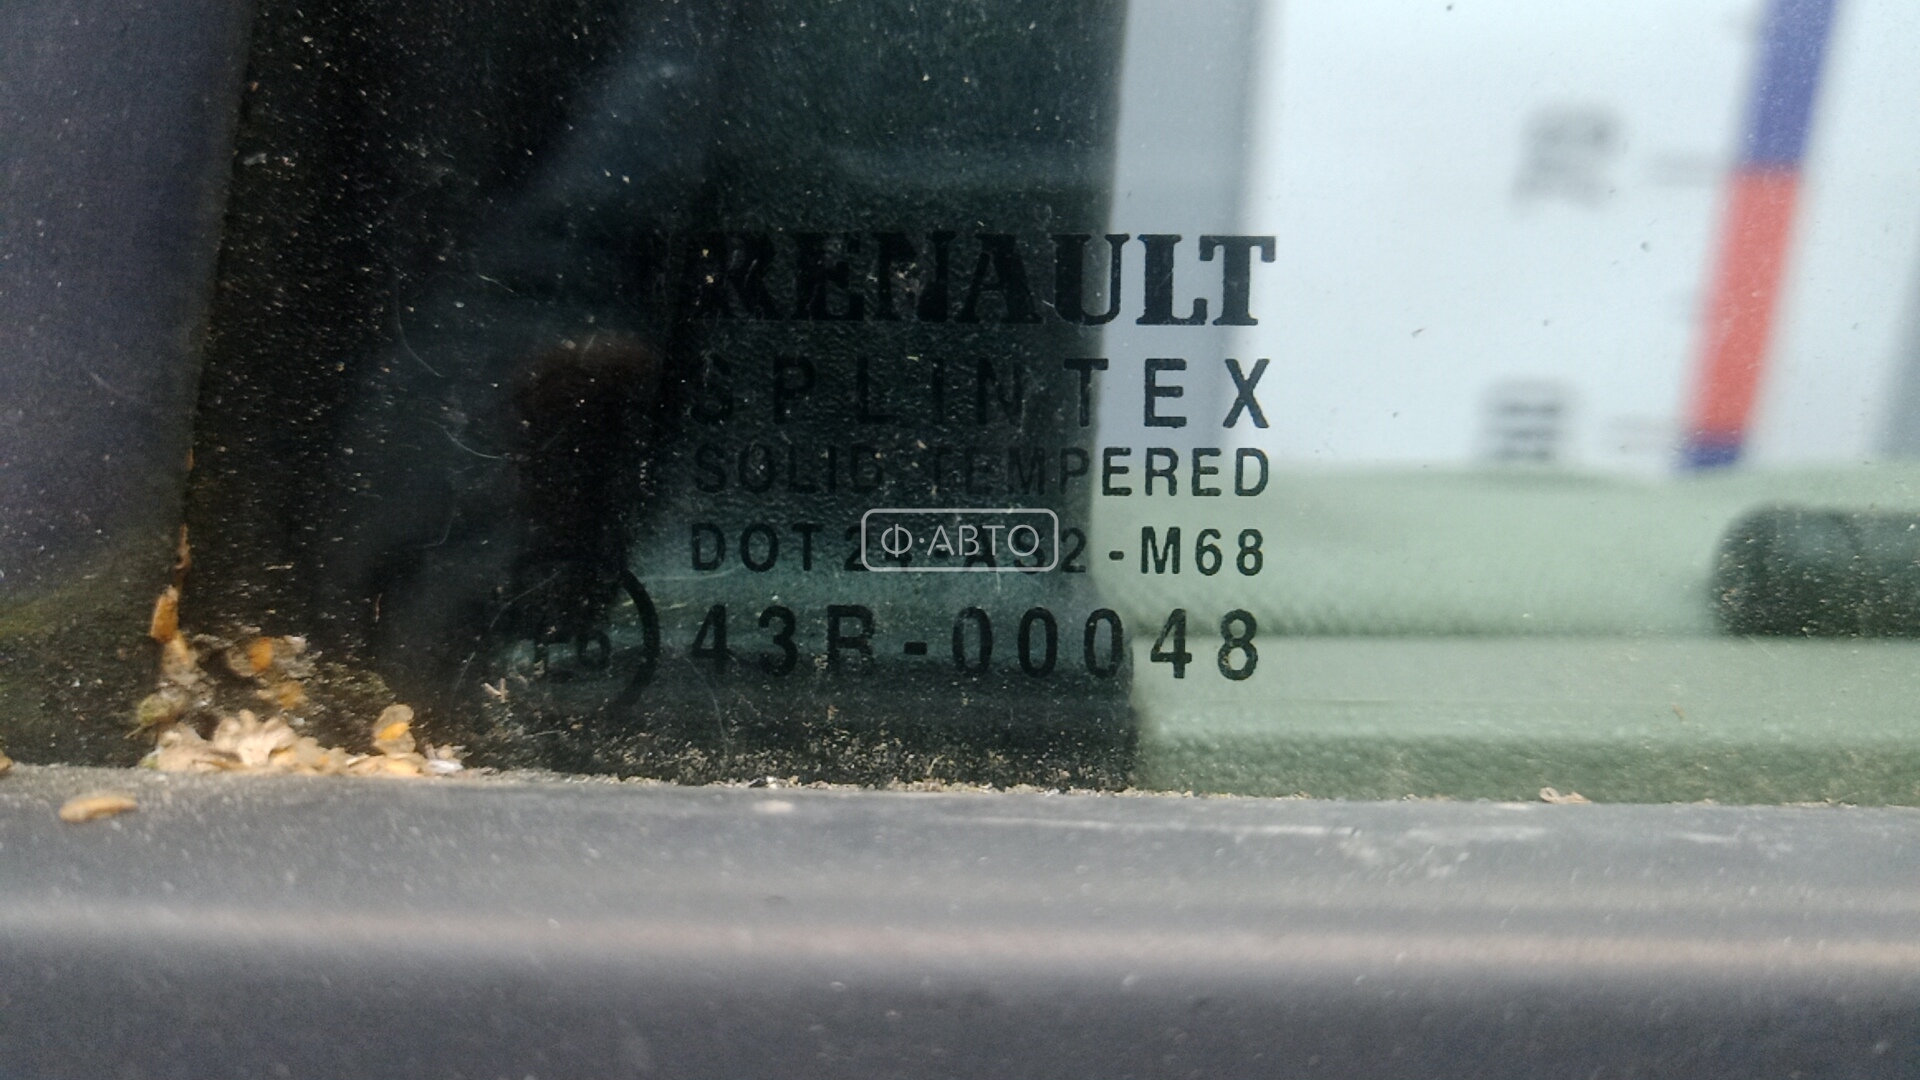 RENAULT
SPLINTEX
SOLID TEMPERED
DOT -M68
Ф·АВТО
43R-00048